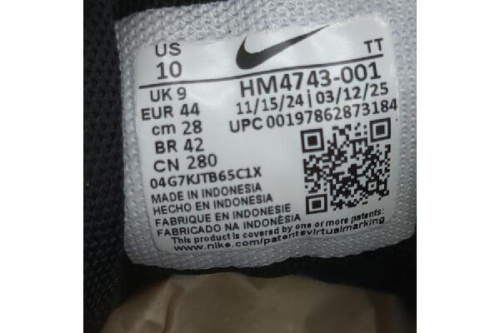 US
10
TT
UK 9
HM4743-001
EUR 44
11/15/24 | 03/12/25
cm 28
UPC 00197862873184
BR 42
CN 280
04G7KJTB65C1X
MADE IN INDONESIA
HECHO EN INDONESIA
FABRIQUE EN INDONESIE
FABRICADO NA INDONÉSIA
This product is covered by one or more patents:
www.nike.com/patentsvirtualmarking